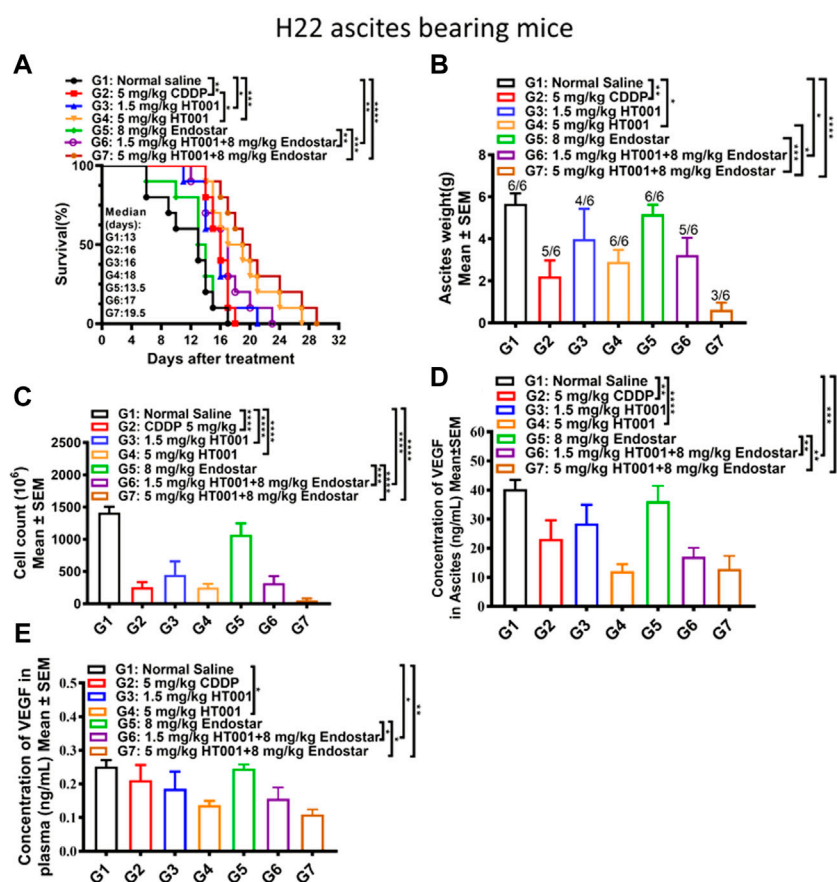 H22 ascites bearing mice
A
G1: Normal saline
G2: 5 mg/kg CDDP
G3: 1.5 mg/kg HT001
G4: 5 mg/kg HT001
G5: 8 mg/kg Endostar
G6: 1.5 mg/kg HT001+8 mg/kg Endostar
G7: 5 mg/kg HT001+8 mg/kg Endostar
** * *** * ** *** ** ****
Survival(%)
100
50
0
Median
(days):
G1:13
G2:16
G3:16
G4:18
G5:13.5
G6:17
G7:19.5
0 4 8 12 16 20 24 28 32
Days after treatment
B
G1: Normal Saline
G2: 5 mg/kg CDDP
G3: 1.5 mg/kg HT001
G4: 5 mg/kg HT001
G5: 8 mg/kg Endostar
G6: 1.5 mg/kg HT001+8 mg/kg Endostar
G7: 5 mg/kg HT001+8 mg/kg Endostar
** * *** * * ****
Ascites weight(g)
Mean ± SEM
8
6
4
2
0
6/6 5/6 4/6 6/6 6/6 5/6 3/6
G1 G2 G3 G4 G5 G6 G7
C
G1: Normal Saline
G2: CDDP 5 mg/kg
G3: 1.5 mg/kg HT001
G4: 5 mg/kg HT001
G5: 8 mg/kg Endostar
G6: 1.5 mg/kg HT001+8 mg/kg Endostar
G7: 5 mg/kg HT001+8 mg/kg Endostar
**** **** **** **** **** ****
Cell count (10⁶)
Mean ± SEM
2500
2000
1500
1000
500
0
G1 G2 G3 G4 G5 G6 G7
D
G1: Normal Saline
G2: 5 mg/kg CDDP
G3: 1.5 mg/kg HT001
G4: 5 mg/kg HT001
G5: 8 mg/kg Endostar
G6: 1.5 mg/kg HT001+8 mg/kg Endostar
G7: 5 mg/kg HT001+8 mg/kg Endostar
** **** ** ** *** ***
Concentration of VEGF
in Ascites (ng/mL) Mean±SEM
60
50
40
30
20
10
0
G1 G2 G3 G4 G5 G6 G7
E
G1: Normal Saline
G2: 5 mg/kg CDDP
G3: 1.5 mg/kg HT001
G4: 5 mg/kg HT001
G5: 8 mg/kg Endostar
G6: 1.5 mg/kg HT001+8 mg/kg Endostar
G7: 5 mg/kg HT001+8 mg/kg Endostar
* * * * **
Concentration of VEGF in
plasma (ng/mL) Mean ± SEM
0.5
0.4
0.3
0.2
0.1
0.0
G1 G2 G3 G4 G5 G6 G7